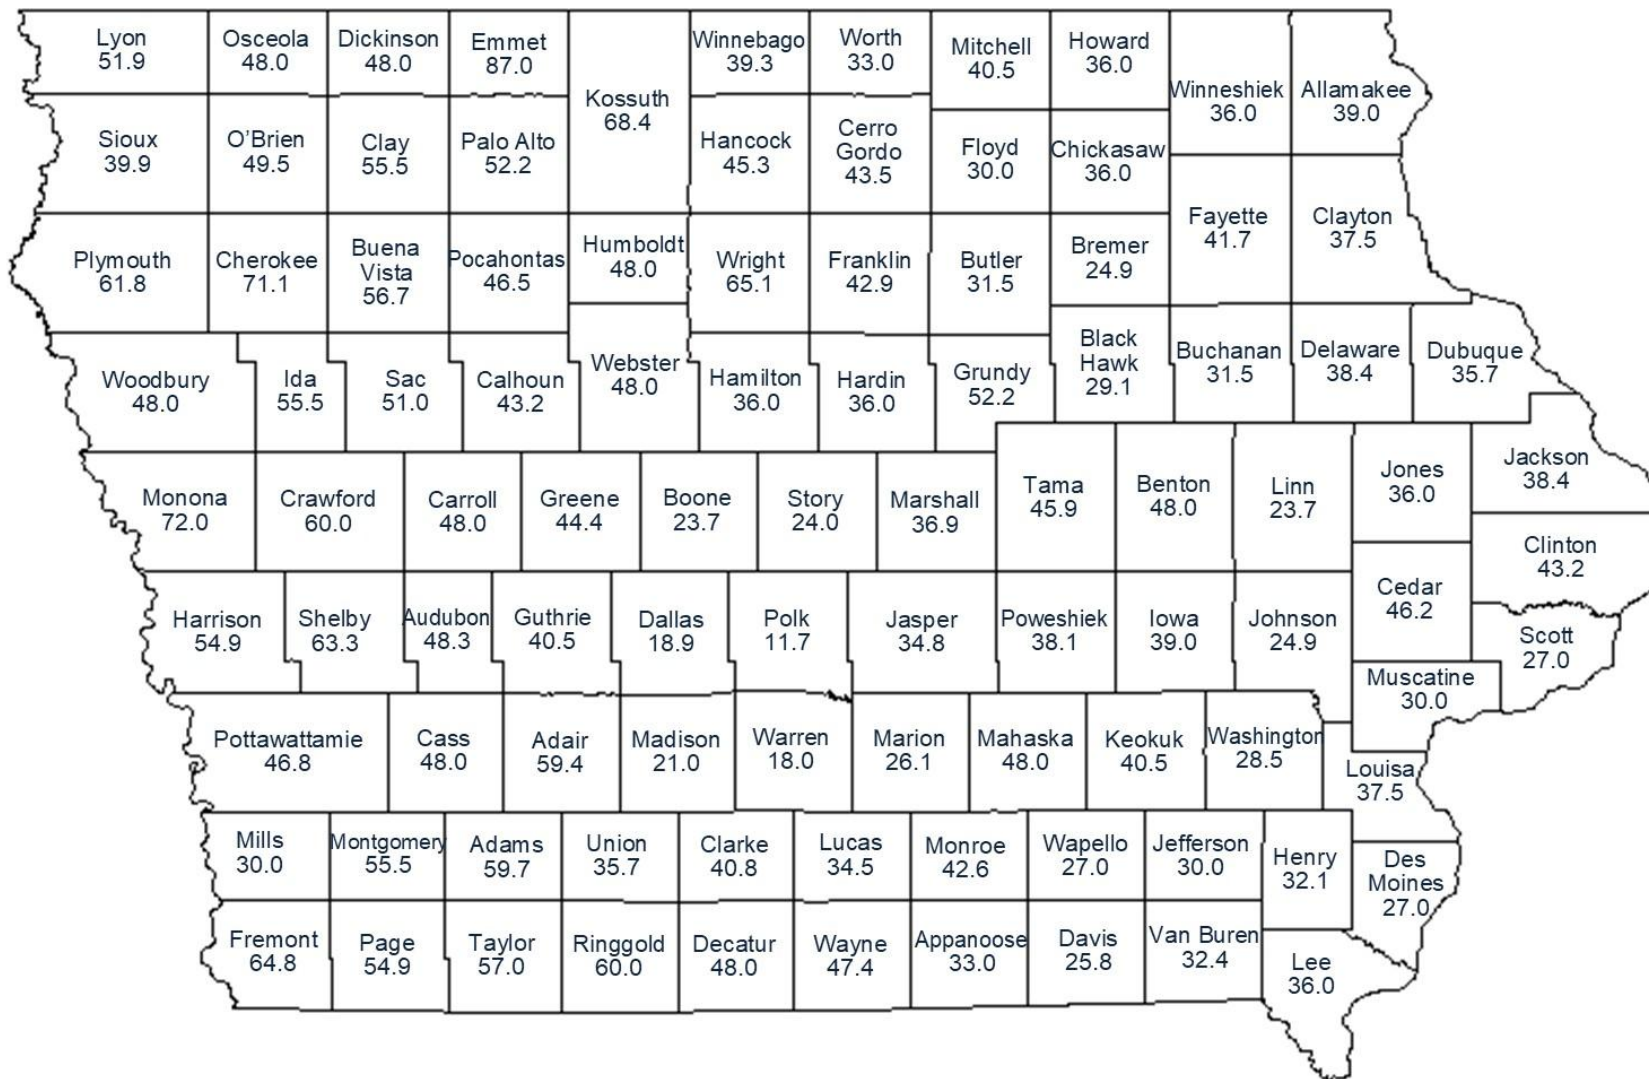 Lyon
51.9
Osceola
48.0
Dickinson
48.0
Emmet
87.0
Kossuth
68.4
Winnebago
39.3
Worth
33.0
Mitchell
40.5
Howard
36.0
Winneshiek
36.0
Allamakee
39.0
Sioux
39.9
O’Brien
49.5
Clay
55.5
Palo Alto
52.2
Hancock
45.3
Cerro
Gordo
43.5
Floyd
30.0
Chickasaw
36.0
Fayette
41.7
Clayton
37.5
Plymouth
61.8
Cherokee
71.1
Buena
Vista
56.7
Pocahontas
46.5
Humboldt
48.0
Wright
65.1
Franklin
42.9
Butler
31.5
Bremer
24.9
Woodbury
48.0
Ida
55.5
Sac
51.0
Calhoun
43.2
Webster
48.0
Hamilton
36.0
Hardin
36.0
Grundy
52.2
Black
Hawk
29.1
Buchanan
31.5
Delaware
38.4
Dubuque
35.7
Monona
72.0
Crawford
60.0
Carroll
48.0
Greene
44.4
Boone
23.7
Story
24.0
Marshall
36.9
Tama
45.9
Benton
48.0
Linn
23.7
Jones
36.0
Jackson
38.4
Clinton
43.2
Harrison
54.9
Shelby
63.3
Audubon
48.3
Guthrie
40.5
Dallas
18.9
Polk
11.7
Jasper
34.8
Poweshiek
38.1
Iowa
39.0
Johnson
24.9
Cedar
46.2
Scott
27.0
Muscatine
30.0
Pottawattamie
46.8
Cass
48.0
Adair
59.4
Madison
21.0
Warren
18.0
Marion
26.1
Mahaska
48.0
Keokuk
40.5
Washington
28.5
Louisa
37.5
Mills
30.0
Montgomery
55.5
Adams
59.7
Union
35.7
Clarke
40.8
Lucas
34.5
Monroe
42.6
Wapello
27.0
Jefferson
30.0
Henry
32.1
Des
Moines
27.0
Fremont
64.8
Page
54.9
Taylor
57.0
Ringgold
60.0
Decatur
48.0
Wayne
47.4
Appanoose
33.0
Davis
25.8
Van Buren
32.4
Lee
36.0